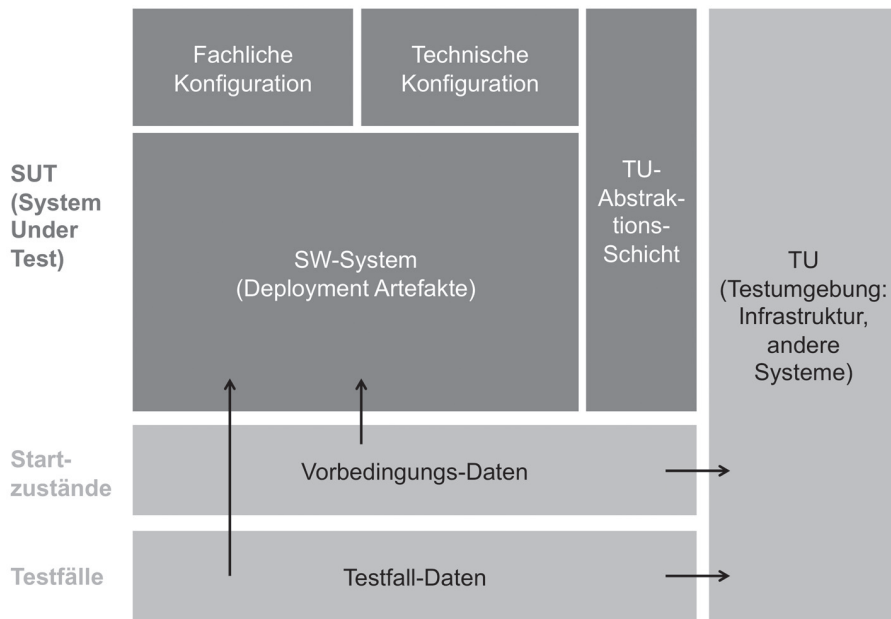 Fachliche
Konfiguration
Technische
Konfiguration
SUT
(System
Under
Test)
SW-System
(Deployment Artefakte)
TU-
Abstrak-
tions-
Schicht
TU
(Testumgebung:
Infrastruktur,
andere
Systeme)
Start-
zustände
Vorbedingungs-Daten
Testfälle
Testfall-Daten